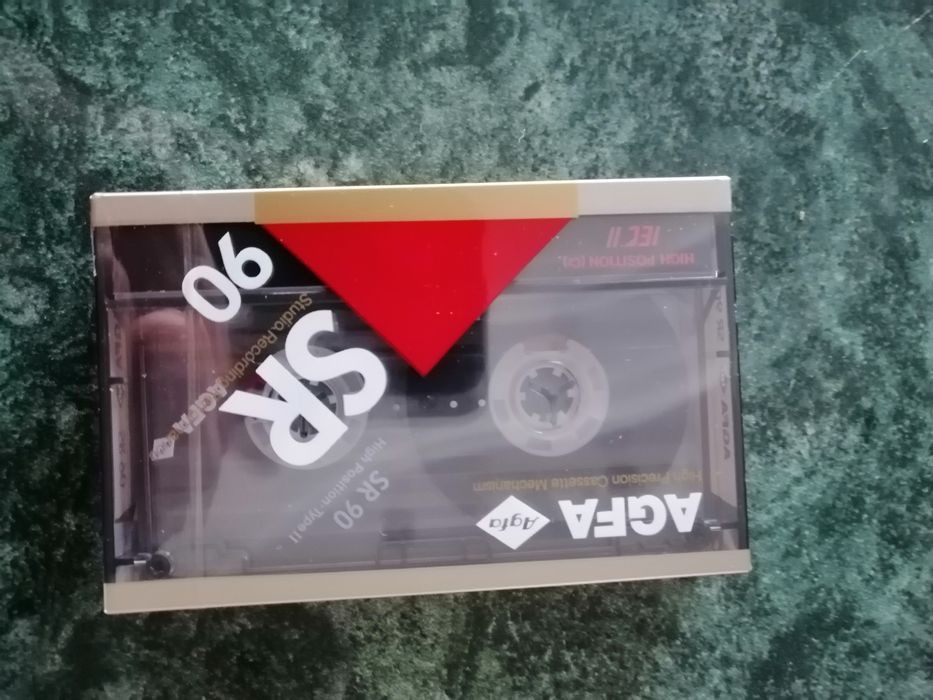 AGFA
Agfa
High Precision Cassette Mechanism
SR 90
High Position Type II
SR
Studio Recording
90
AGFA
HIGH POSITION (Cr)
IEC II